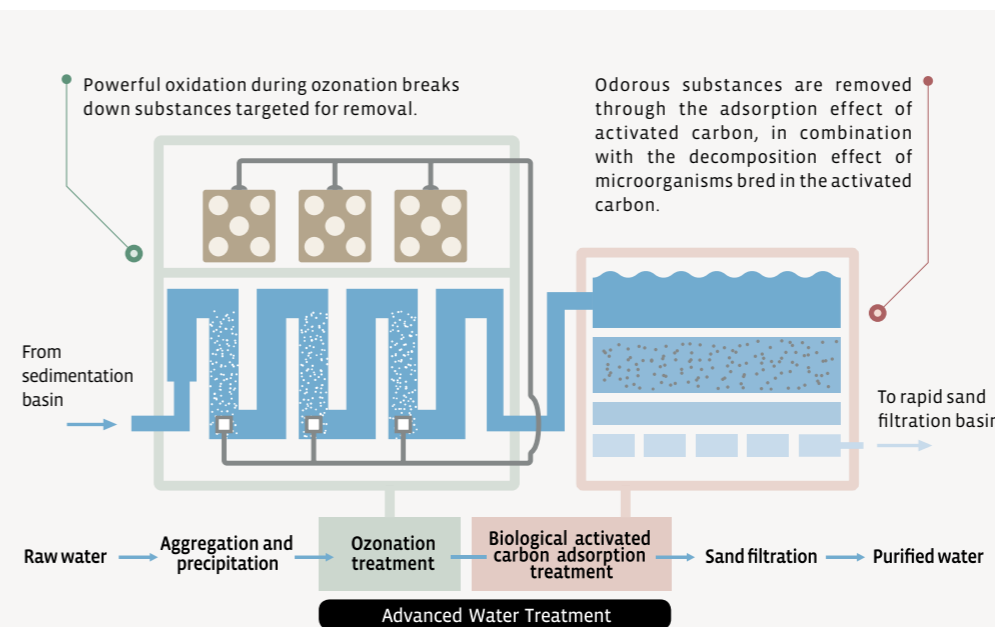 Powerful oxidation during ozonation breaks
down substances targeted for removal.
Odorous substances are removed
through the adsorption effect of
activated carbon, in combination
with the decomposition effect of
microorganisms bred in the activated
carbon.
From
sedimentation
basin
To rapid sand
filtration basin
Raw water
Aggregation and
precipitation
Ozonation
treatment
Biological activated
carbon adsorption
treatment
Sand filtration
Purified water
Advanced Water Treatment